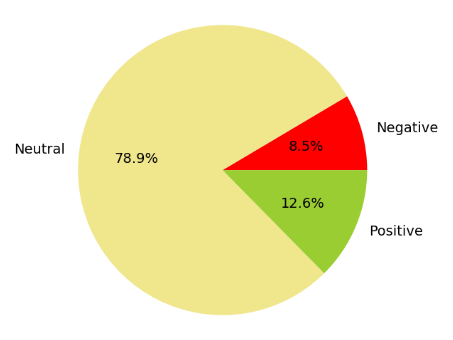 Negative
Neutral
8.5%
78.9%
12.6%
Positive